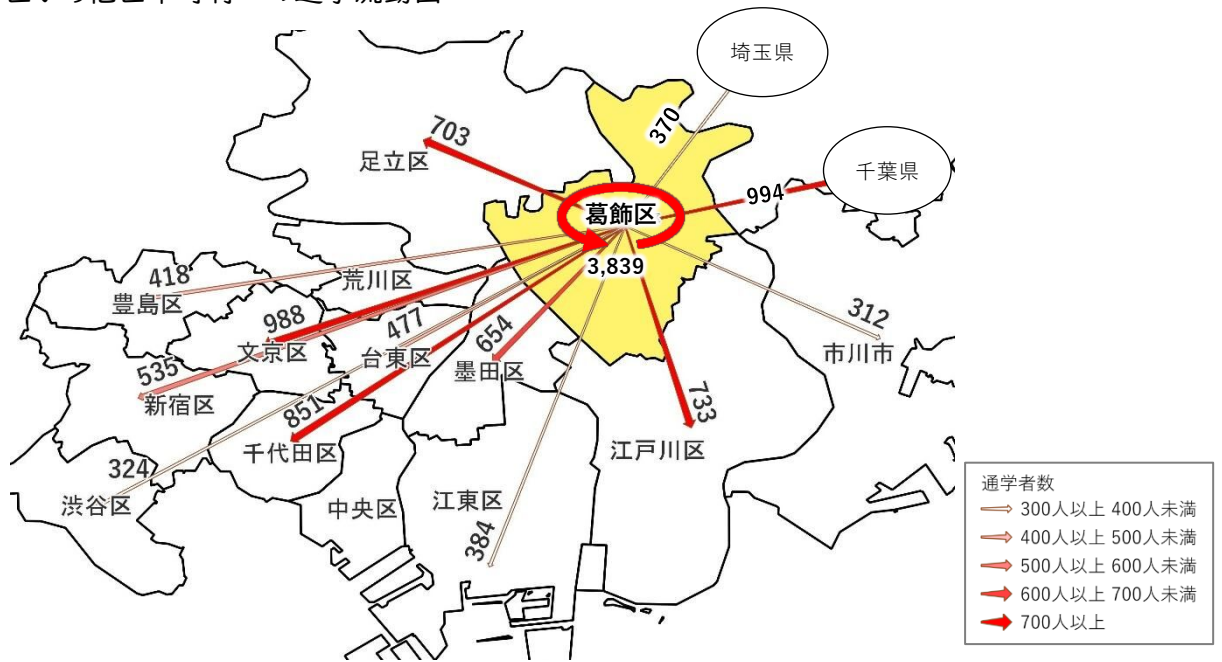 埼玉県
370
703
足立区
千葉県
994
葛飾区
3,839
荒川区
418
豊島区
988
文京区
477
台東区
654
墨田区
312
市川市
535
新宿区
851
千代田区
733
江戸川区
324
渋谷区
中央区
江東区
384
通学者数
300人以上 400人未満
400人以上 500人未満
500人以上 600人未満
600人以上 700人未満
700人以上